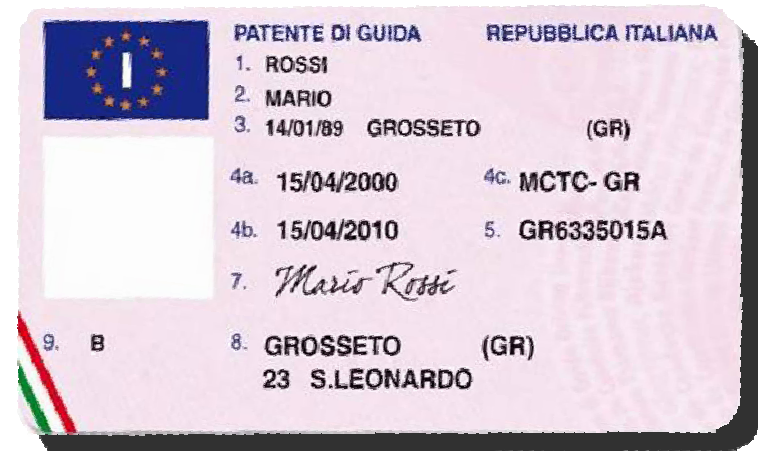 I
PATENTE DI GUIDA REPUBBLICA ITALIANA
1. ROSSI
2. MARIO
3. 14/01/89 GROSSETO (GR)
4a. 15/04/2000 4c. MCTC- GR
4b. 15/04/2010 5. GR6335015A
7. Mario Rossi
9. B 8. GROSSETO (GR)
23 S.LEONARDO